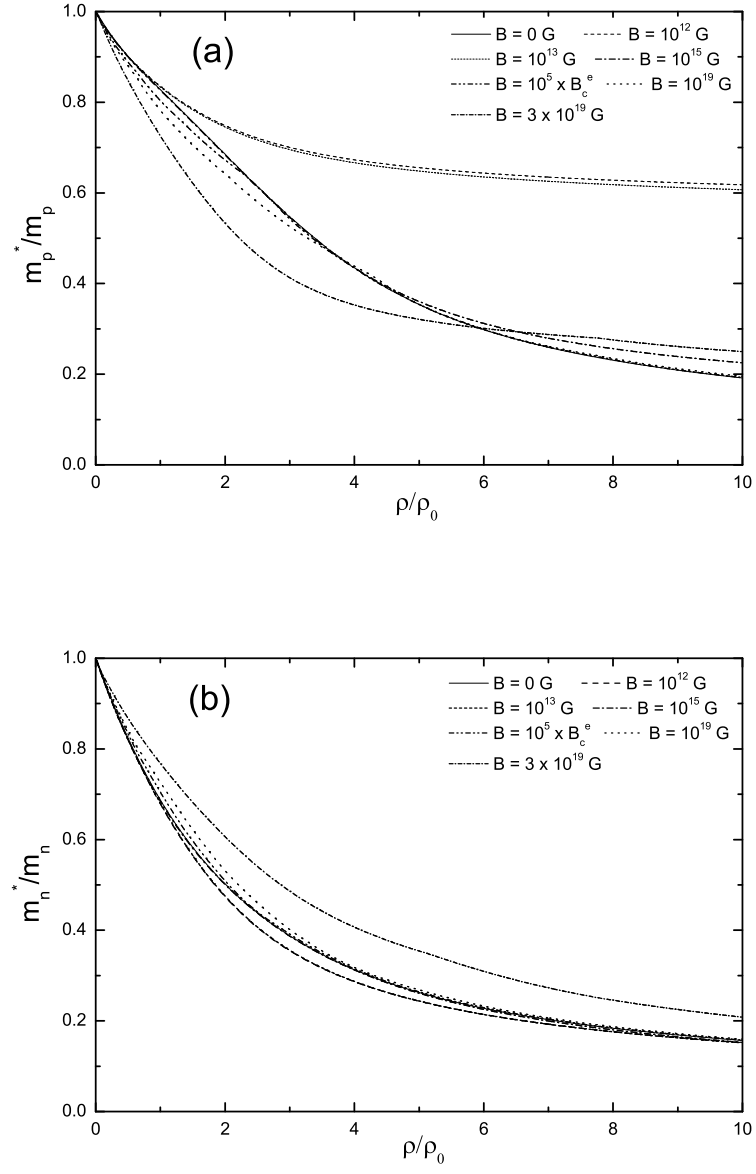 (a)
B = 0 G B = 10^12 G
B = 10^13 G B = 10^15 G
B = 10^5 x B_c^e B = 10^19 G
B = 3 x 10^19 G
1.0
0.8
0.6
0.4
0.2
0.0
m_p^*/m_p
0 2 4 6 8 10
ρ/ρ_0
(b)
B = 0 G B = 10^12 G
B = 10^13 G B = 10^15 G
B = 10^5 x B_c^e B = 10^19 G
B = 3 x 10^19 G
1.0
0.8
0.6
0.4
0.2
0.0
m_n^*/m_n
0 2 4 6 8 10
ρ/ρ_0